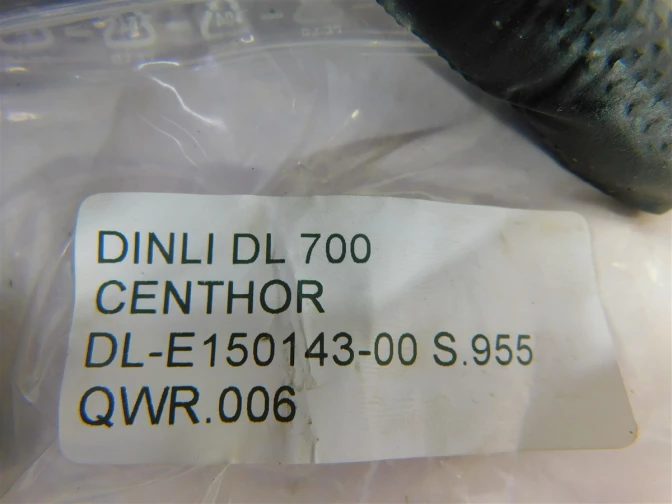 DINLI DL 700
CENTHOR
DL-E150143-00 S.955
QWR.006